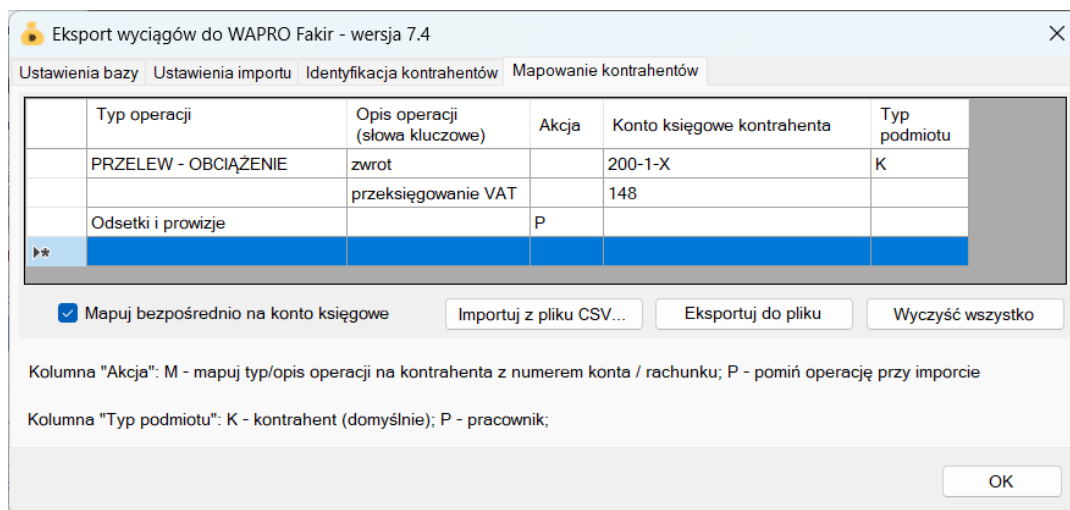 Eksport wyciągów do WAPRO Fakir - wersja 7.4
Ustawienia bazy Ustawienia importu Identyfikacja kontrahentów Mapowanie kontrahentów
Typ operacji Opis operacji (słowa kluczowe) Akcja Konto księgowe kontrahenta Typ podmiotu
PRZELEW - OBCIĄŻENIE zwrot 200-1-X K
przeksięgowanie VAT 148
Odsetki i prowizje P
Mapuj bezpośrednio na konto księgowe Importuj z pliku CSV... Eksportuj do pliku Wyczyść wszystko
Kolumna "Akcja": M - mapuj typ/opis operacji na kontrahenta z numerem konta / rachunku; P - pomiń operację przy imporcie
Kolumna "Typ podmiotu": K - kontrahent (domyślnie); P - pracownik;
OK